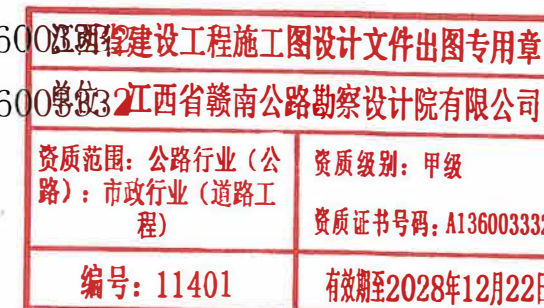 江西省建设工程施工图设计文件出图专用章
单位：江西省赣南公路勘察设计院有限公司
资质范围：公路行业（公
路）：市政行业（道路工
程）
资质级别：甲级
资质证书号码：A136003332
编号：11401
有效期至2028年12月22日